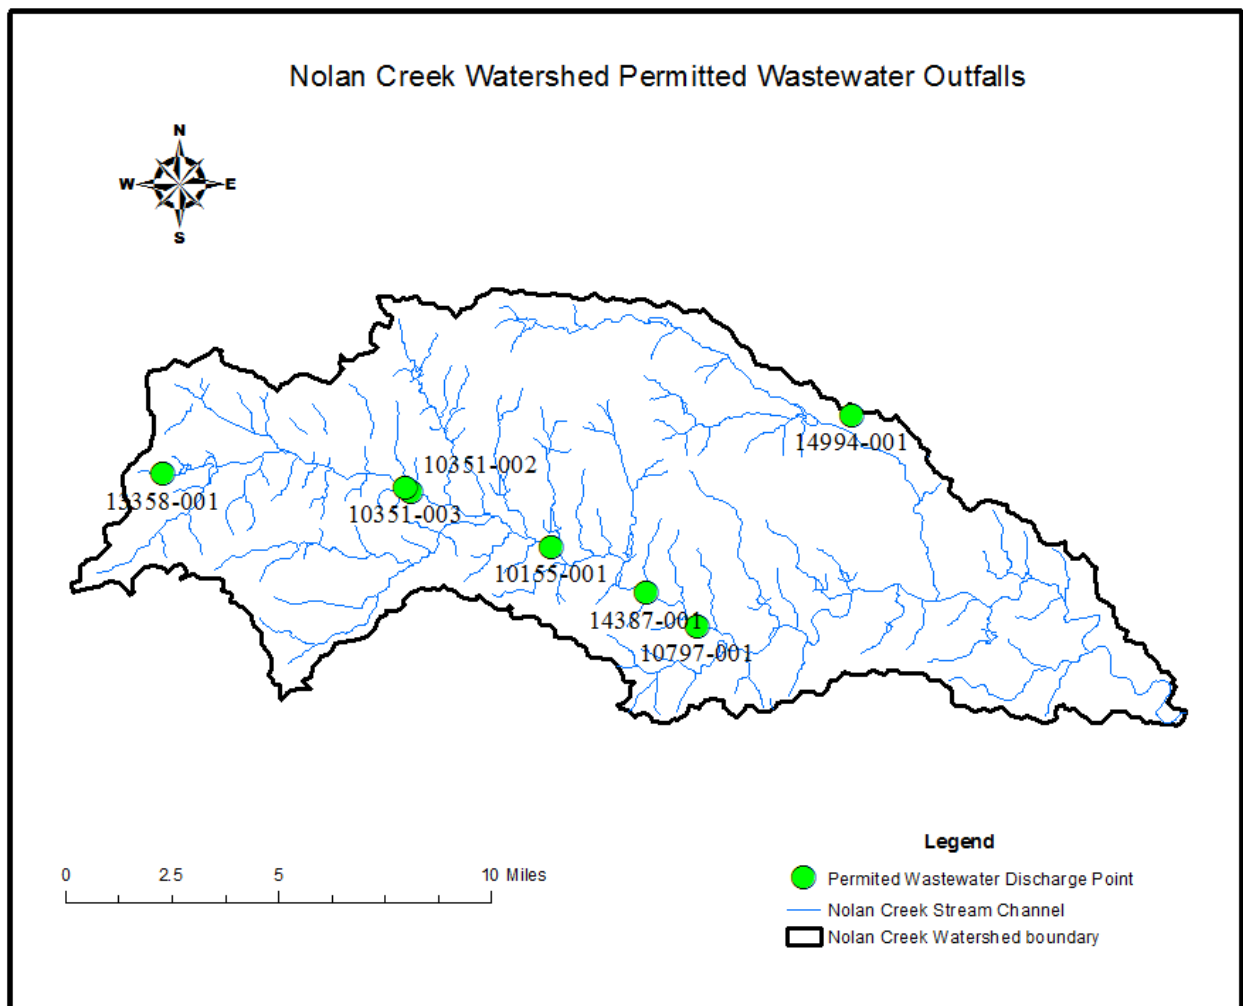 Nolan Creek Watershed Permitted Wastewater Outfalls
N
W E
S
14994-001
10351-002
13358-001
10351-003
10155-001
14387-001
10797-001
Legend
0 2.5 5 10 Miles
Permited Wastewater Discharge Point
Nolan Creek Stream Channel
Nolan Creek Watershed boundary